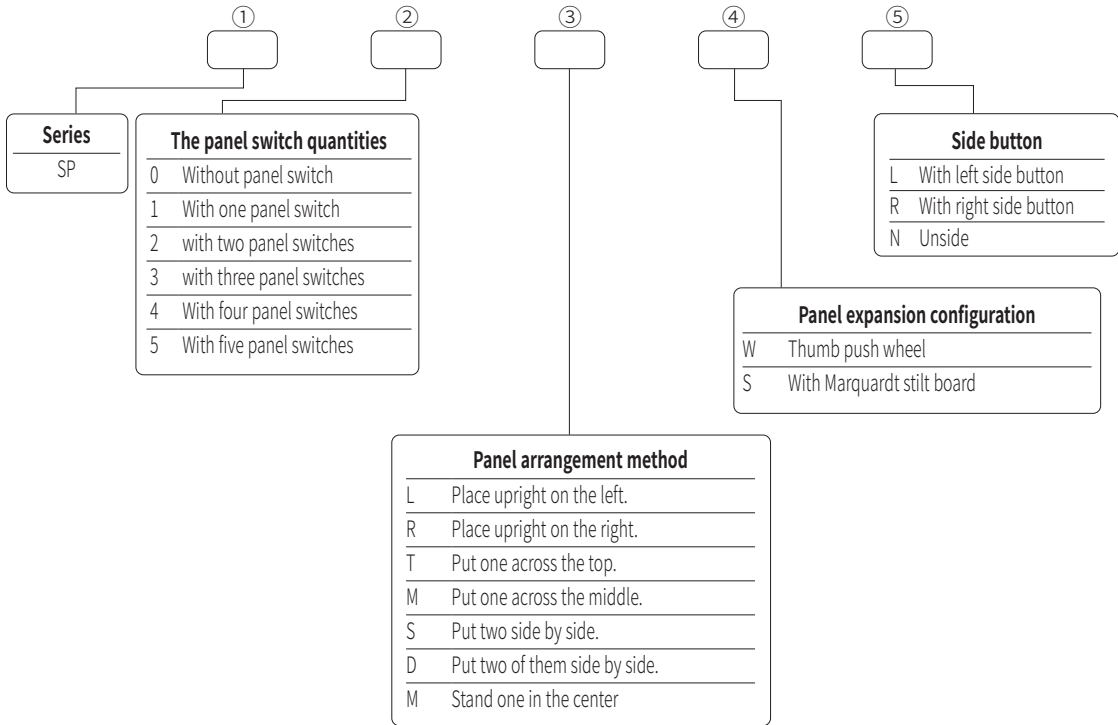 ① ② ③ ④ ⑤
Series
SP
The panel switch quantities
0 Without panel switch
1 With one panel switch
2 with two panel switches
3 with three panel switches
4 With four panel switches
5 With five panel switches
Side button
L With left side button
R With right side button
N Unside
Panel expansion configuration
W Thumb push wheel
S With Marquardt stilt board
Panel arrangement method
L Place upright on the left.
R Place upright on the right.
T Put one across the top.
M Put one across the middle.
S Put two side by side.
D Put two of them side by side.
M Stand one in the center